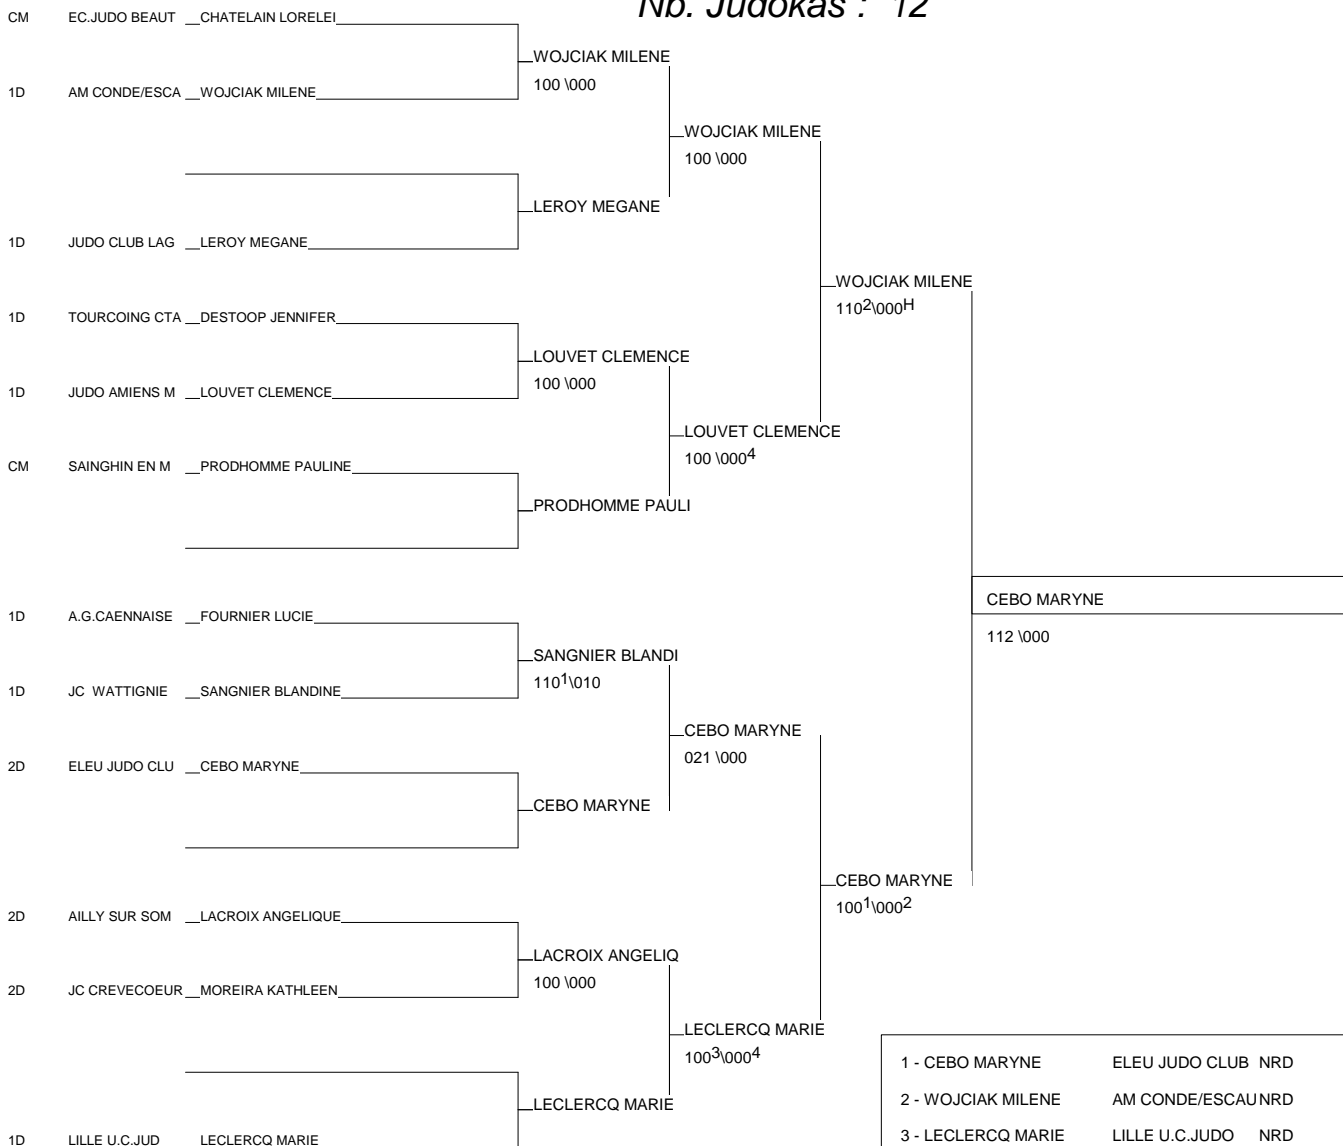 Nb. Judokas : 12
CM EC.JUDO BEAUT CHATELAIN LORELEI
WOJCIAK MILENE
100 \000
1D AM CONDE/ESCA WOJCIAK MILENE
WOJCIAK MILENE
100 \000
LEROY MEGANE
1D JUDO CLUB LAG LEROY MEGANE
WOJCIAK MILENE
1102\000H
1D TOURCOING CTA DESTOOP JENNIFER
LOUVET CLEMENCE
100 \000
1D JUDO AMIENS M LOUVET CLEMENCE
LOUVET CLEMENCE
100 \0004
CM SAINGHIN EN M PRODHOMME PAULINE
PRODHOMME PAULI
CEBO MARYNE
112 \000
1D A.G.CAENNAISE FOURNIER LUCIE
SANGNIER BLANDI
1101\010
1D JC WATTIGNIE SANGNIER BLANDINE
CEBO MARYNE
021 \000
2D ELEU JUDO CLU CEBO MARYNE
CEBO MARYNE
CEBO MARYNE
1001\0002
2D AILLY SUR SOM LACROIX ANGELIQUE
LACROIX ANGELIQ
100 \000
2D JC CREVECOEUR MOREIRA KATHLEEN
LECLERCQ MARIE
1003\0004
LECLERCQ MARIE
1D LILLE U.C.JUD LECLERCQ MARIE
1 - CEBO MARYNE ELEU JUDO CLUB NRD
2 - WOJCIAK MILENE AM CONDE/ESCAU NRD
3 - LECLERCQ MARIE LILLE U.C.JUDO NRD